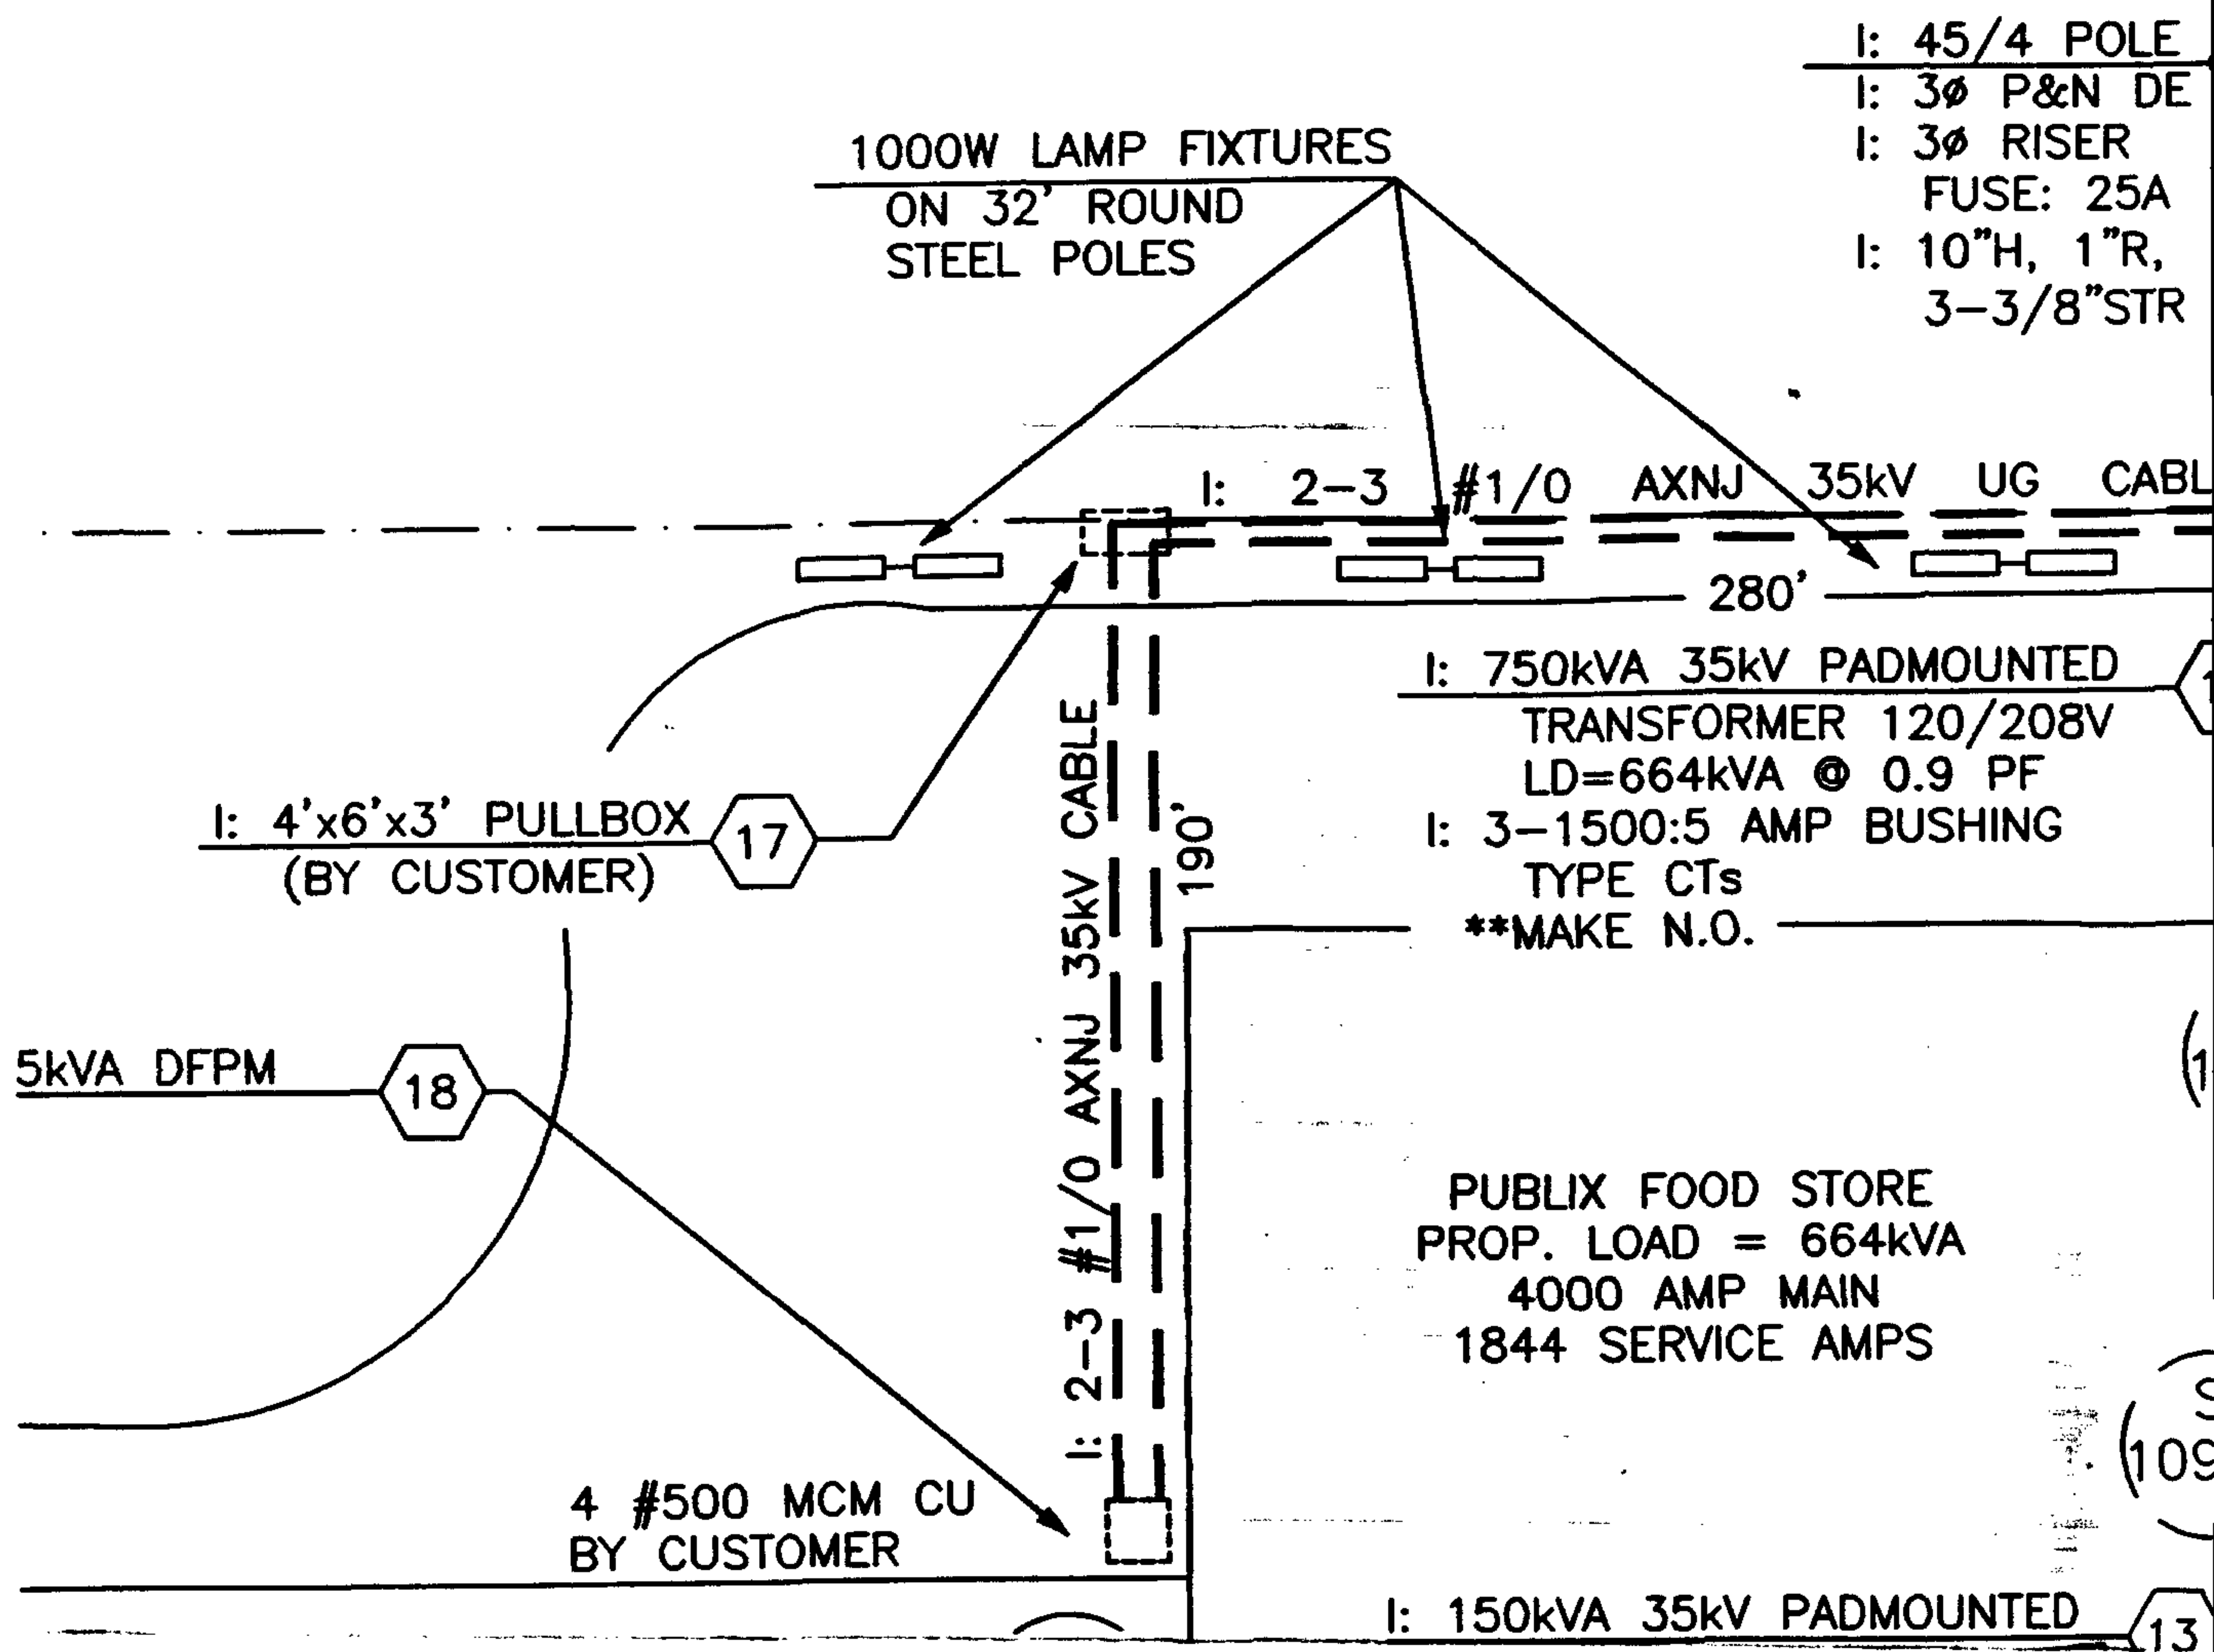 I: 45/4 POLE
I: 3ø P&N DE
I: 3ø RISER
FUSE: 25A
I: 10"H, 1"R,
3-3/8"STR
1000W LAMP FIXTURES
ON 32' ROUND
STEEL POLES
I: 2-3 #1/0 AXNJ 35kV UG CABL
280'
I: 750kVA 35kV PADMOUNTED
TRANSFORMER 120/208V
LD=664kVA @ 0.9 PF
I: 3-1500:5 AMP BUSHING
TYPE CTs
**MAKE N.O.
I: 4'x6'x3' PULLBOX
(BY CUSTOMER)
17
I: 2-3 #1/0 AXNJ 35kV CABLE
190'
5kVA DFPM
18
PUBLIX FOOD STORE
PROP. LOAD = 664kVA
4000 AMP MAIN
1844 SERVICE AMPS
(109
4 #500 MCM CU
BY CUSTOMER
I: 150kVA 35kV PADMOUNTED
13